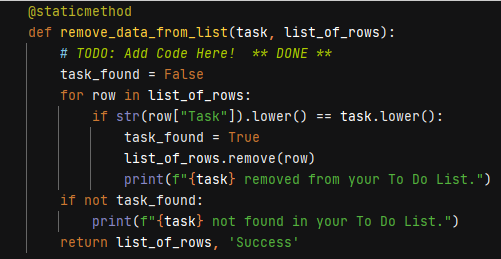 @staticmethod
def remove_data_from_list(task, list_of_rows):
    # TODO: Add Code Here!  ** DONE **
    task_found = False
    for row in list_of_rows:
        if str(row["Task"]).lower() == task.lower():
            task_found = True
            list_of_rows.remove(row)
            print(f"{task} removed from your To Do List.")
    if not task_found:
        print(f"{task} not found in your To Do List.")
    return list_of_rows, 'Success'